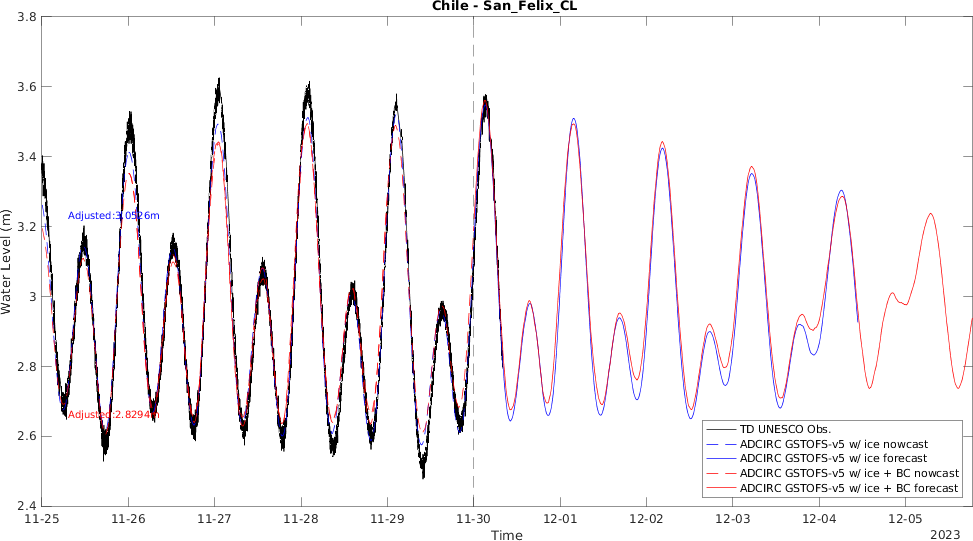 Chile - San_Felix_CL
3.8
3.6
3.4
3.2
3
2.8
2.6
2.4
Water Level (m)
Adjusted:3.0526m
Adjusted:2.8294m
TD UNESCO Obs.
ADCIRC GSTOFS-v5 w/ ice nowcast
ADCIRC GSTOFS-v5 w/ ice forecast
ADCIRC GSTOFS-v5 w/ ice + BC nowcast
ADCIRC GSTOFS-v5 w/ ice + BC forecast
11-25 11-26 11-27 11-28 11-29 11-30 12-01 12-02 12-03 12-04 12-05
Time
2023